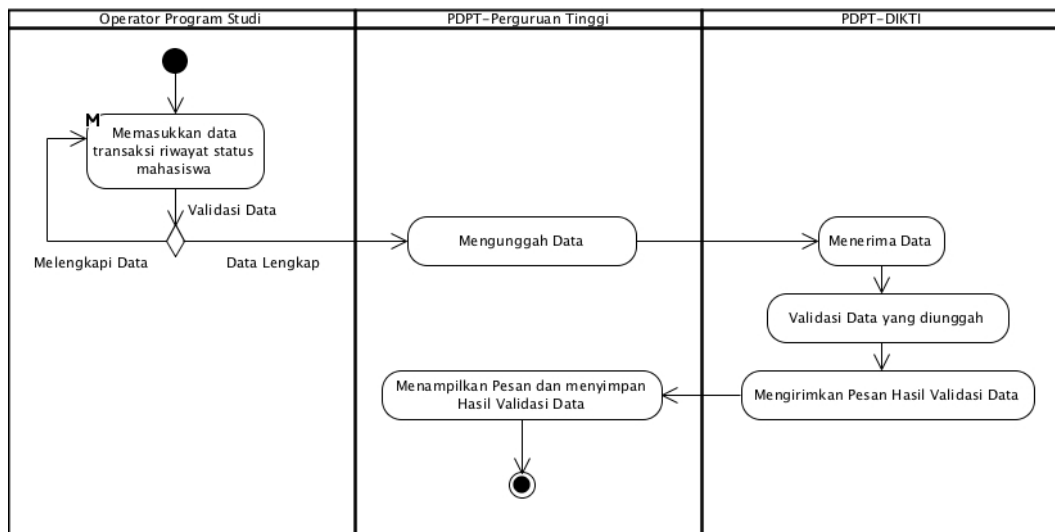 Operator Program Studi
PDPT-Perguruan Tinggi
PDPT-DIKTI
M
Memasukkan data
transaksi riwayat status
mahasiswa
Validasi Data
Melengkapi Data
Data Lengkap
Mengunggah Data
Menerima Data
Validasi Data yang diunggah
Mengirimkan Pesan Hasil Validasi Data
Menampilkan Pesan dan menyimpan
Hasil Validasi Data